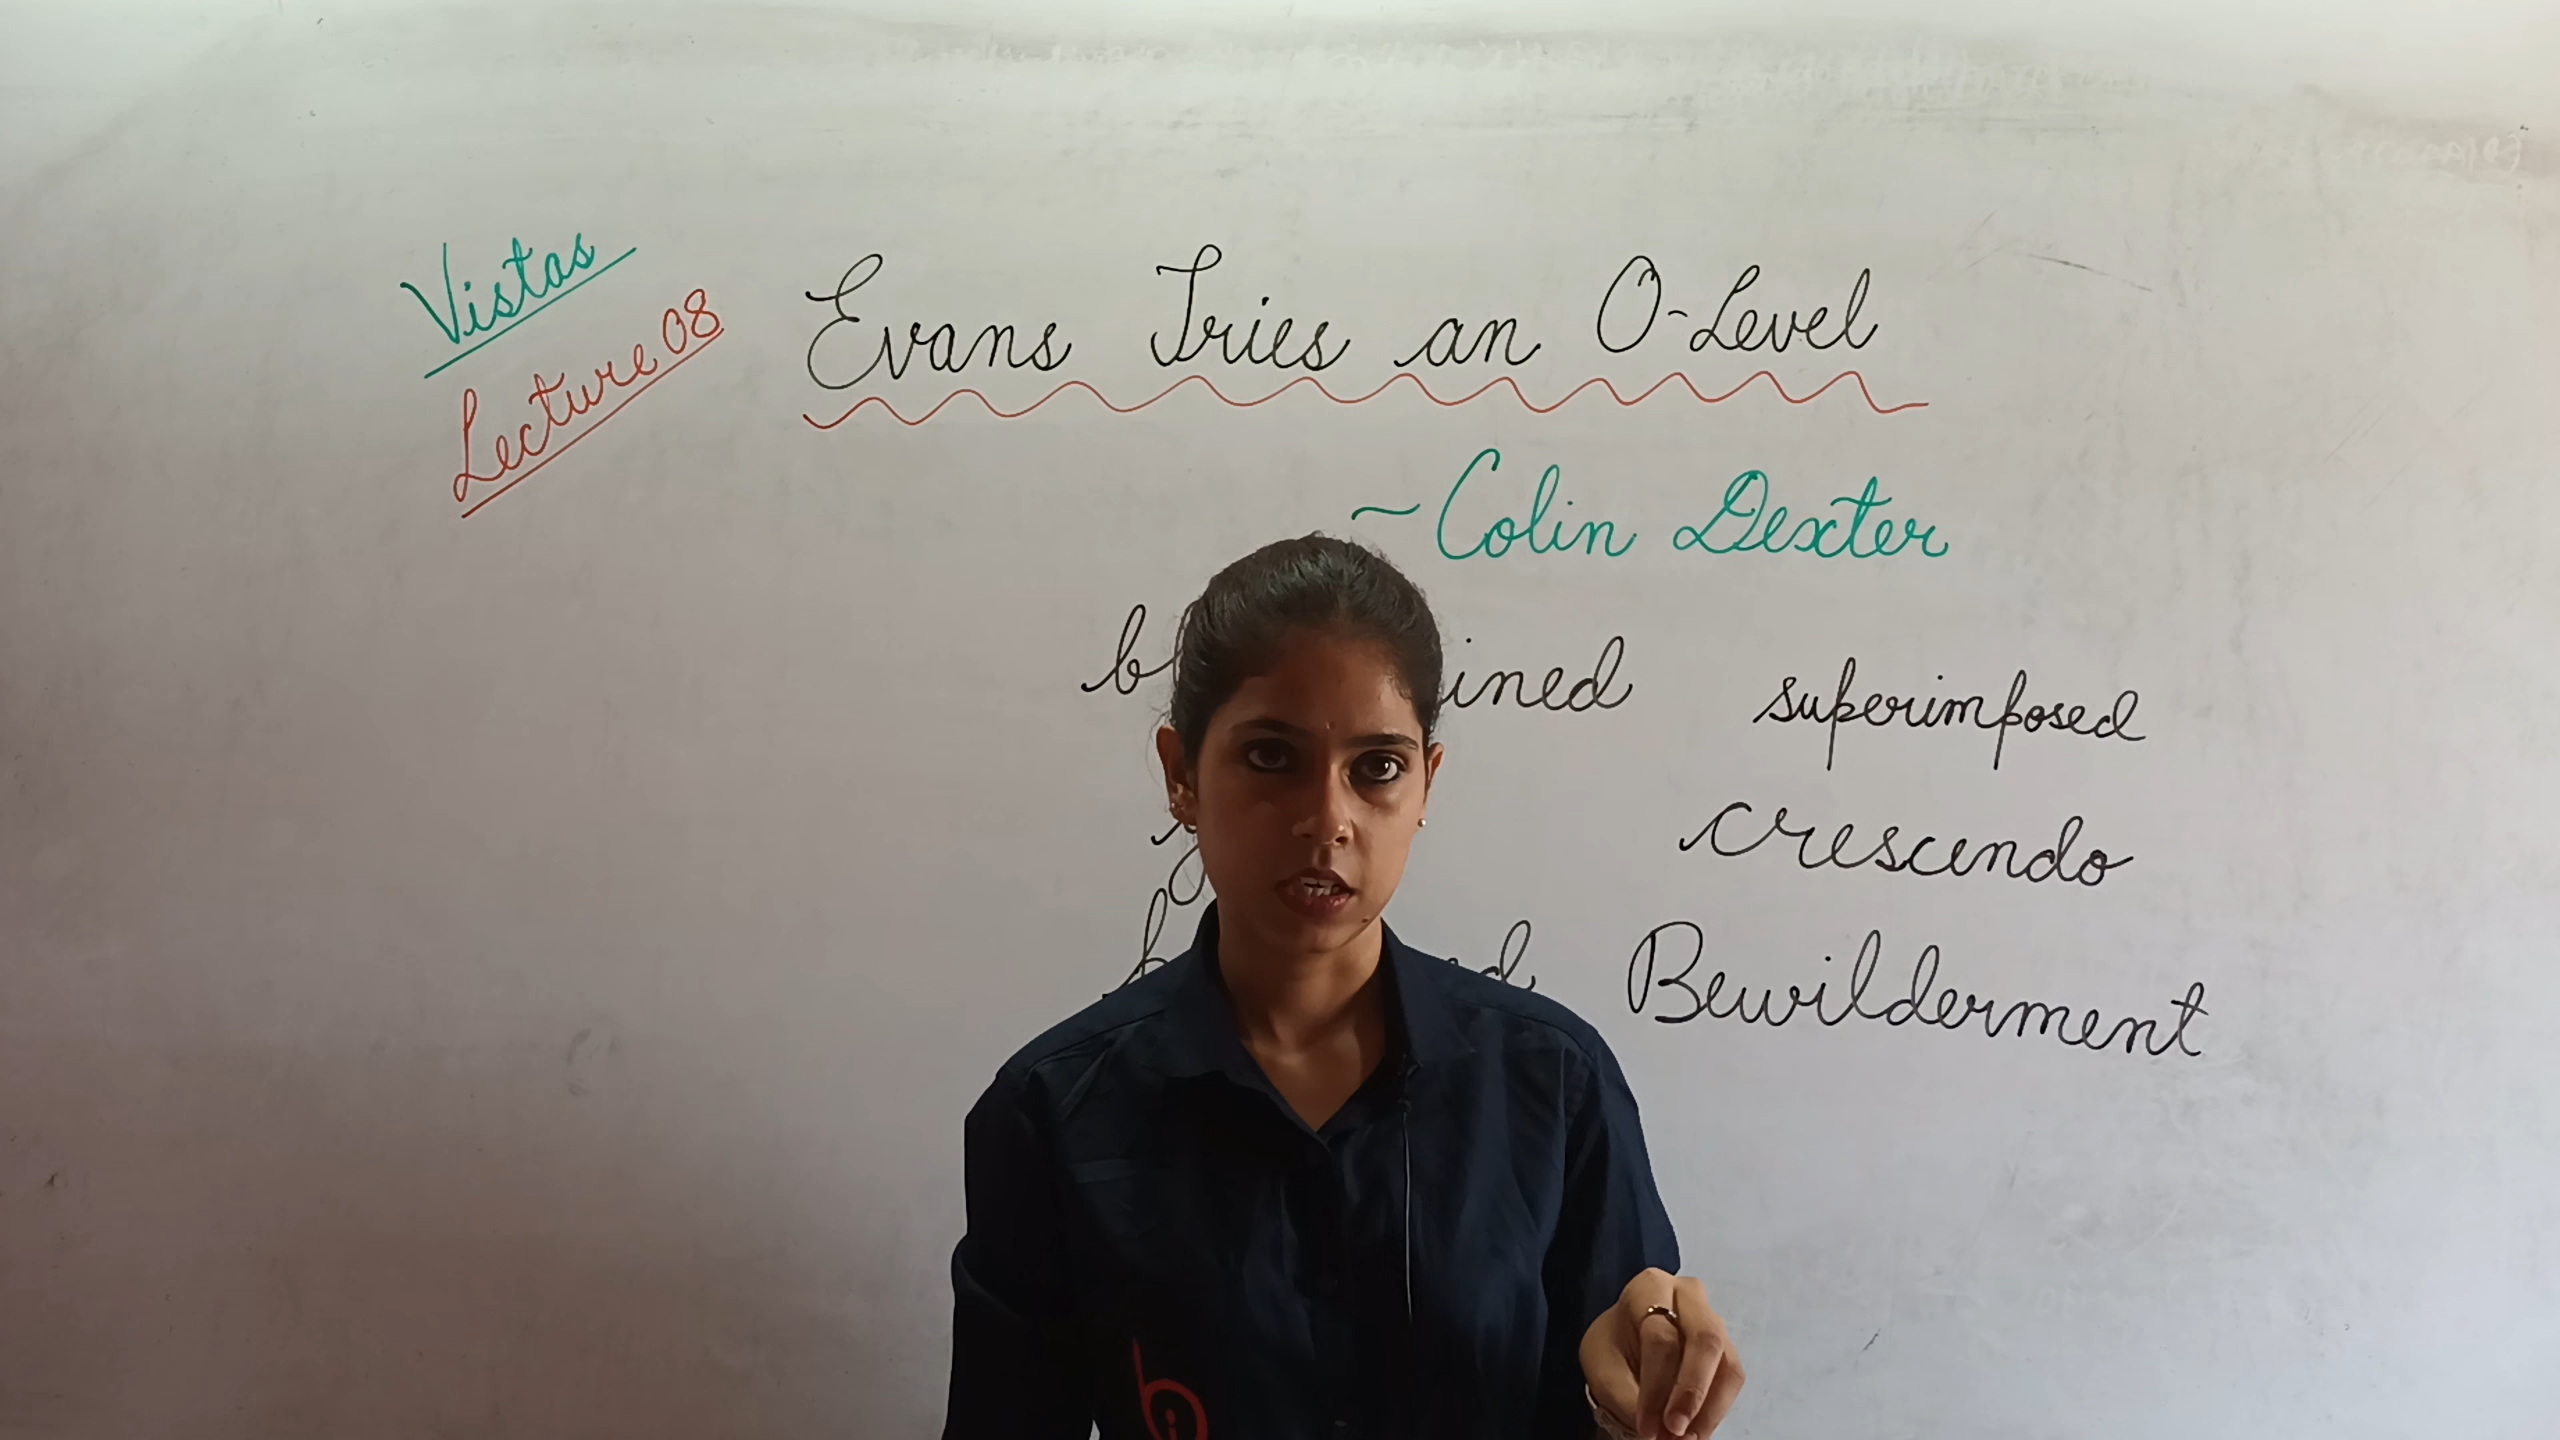 Vistas
Lecture 08
Evans Tries an O-Level
~ Colin Dexter
superimposed
crescendo
Bewilderment